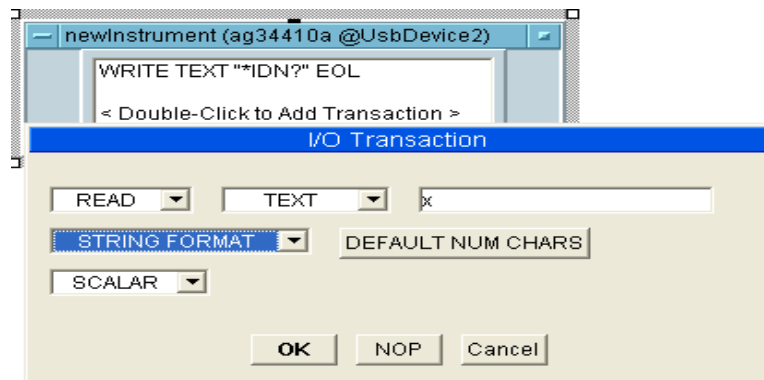 newInstrument (ag34410a @UsbDevice2)
WRITE TEXT "*IDN?" EOL
< Double-Click to Add Transaction >
I/O Transaction
READ TEXT x
STRING FORMAT DEFAULT NUM CHARS
SCALAR
OK NOP Cancel